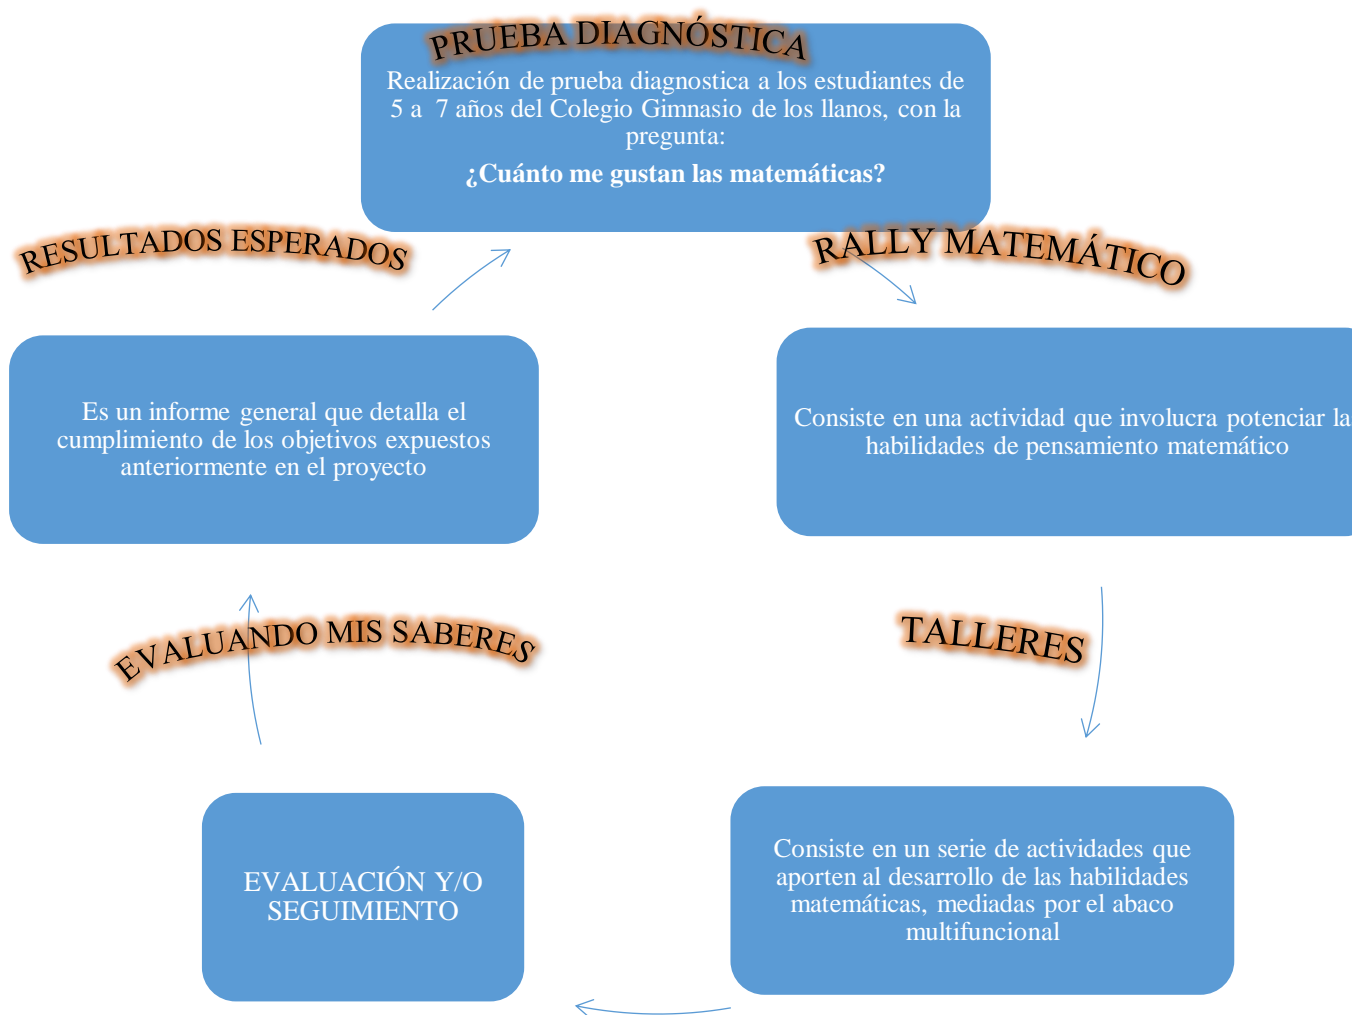 PRUEBA DIAGNÓSTICA
Realización de prueba diagnostica a los estudiantes de
5 a 7 años del Colegio Gimnasio de los llanos, con la
pregunta:
¿Cuánto me gustan las matemáticas?
RALLY MATEMÁTICO
Consiste en una actividad que involucra potenciar la
habilidades de pensamiento matemático
TALLERES
Consiste en un serie de actividades que
aporten al desarrollo de las habilidades
matemáticas, mediadas por el abaco
multifuncional
EVALUACIÓN Y/O
SEGUIMIENTO
EVALUANDO MIS SABERES
Es un informe general que detalla el
cumplimiento de los objetivos expuestos
anteriormente en el proyecto
RESULTADOS ESPERADOS